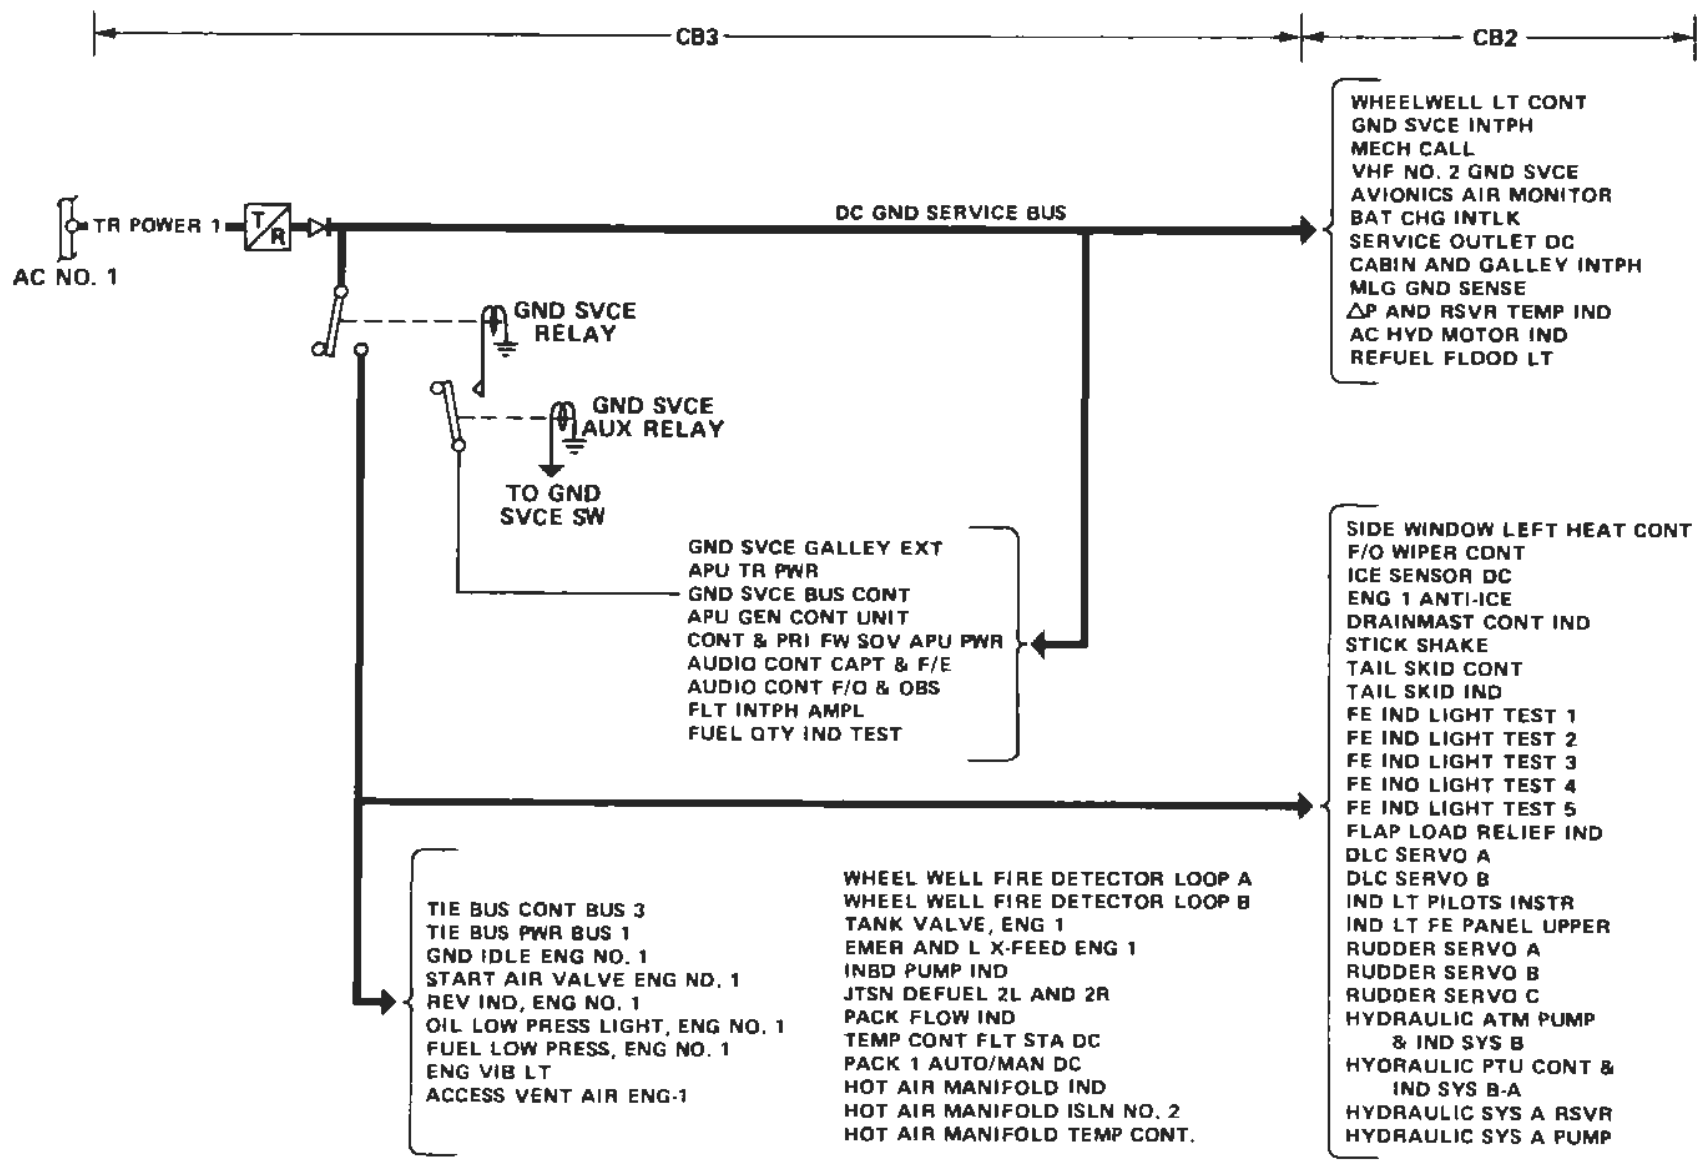 CB3
CB2
WHEELWELL LT CONT
GND SVCE INTPH
MECH CALL
VHF NO. 2 GND SVCE
AVIONICS AIR MONITOR
BAT CHG INTLK
SERVICE OUTLET DC
CABIN AND GALLEY INTPH
MLG GND SENSE
ΔP AND RSVR TEMP IND
AC HYD MOTOR IND
REFUEL FLOOD LT
TR POWER 1
T/R
DC GND SERVICE BUS
AC NO. 1
GND SVCE
RELAY
GND SVCE
AUX RELAY
TO GND
SVCE SW
GND SVCE GALLEY EXT
APU TR PWR
GND SVCE BUS CONT
APU GEN CONT UNIT
CONT & PRI FW SOV APU PWR
AUDIO CONT CAPT & F/E
AUDIO CONT F/O & OBS
FLT INTPH AMPL
FUEL QTY IND TEST
SIDE WINDOW LEFT HEAT CONT
F/O WIPER CONT
ICE SENSOR DC
ENG 1 ANTI-ICE
DRAINMAST CONT IND
STICK SHAKE
TAIL SKID CONT
TAIL SKID IND
FE IND LIGHT TEST 1
FE IND LIGHT TEST 2
FE IND LIGHT TEST 3
FE IND LIGHT TEST 4
FE IND LIGHT TEST 5
FLAP LOAD RELIEF IND
DLC SERVO A
DLC SERVO B
IND LT PILOTS INSTR
IND LT FE PANEL UPPER
RUDDER SERVO A
RUDDER SERVO B
RUDDER SERVO C
HYDRAULIC ATM PUMP
& IND SYS B
HYDRAULIC PTU CONT &
IND SYS B-A
HYDRAULIC SYS A RSVR
HYDRAULIC SYS A PUMP
TIE BUS CONT BUS 3
TIE BUS PWR BUS 1
GND IDLE ENG NO. 1
START AIR VALVE ENG NO. 1
REV IND, ENG NO. 1
OIL LOW PRESS LIGHT, ENG NO. 1
FUEL LOW PRESS, ENG NO. 1
ENG VIB LT
ACCESS VENT AIR ENG-1
WHEEL WELL FIRE DETECTOR LOOP A
WHEEL WELL FIRE DETECTOR LOOP B
TANK VALVE, ENG 1
EMER AND L X-FEED ENG 1
INBD PUMP IND
JTSN DEFUEL 2L AND 2R
PACK FLOW IND
TEMP CONT FLT STA DC
PACK 1 AUTO/MAN DC
HOT AIR MANIFOLD IND
HOT AIR MANIFOLD ISLN NO. 2
HOT AIR MANIFOLD TEMP CONT.